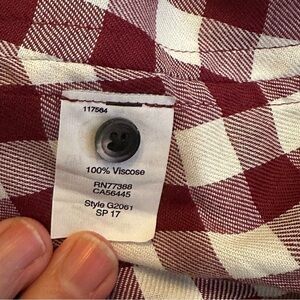 117564
100% Viscose
RN77388
CA56445
Style G2061
SP 17